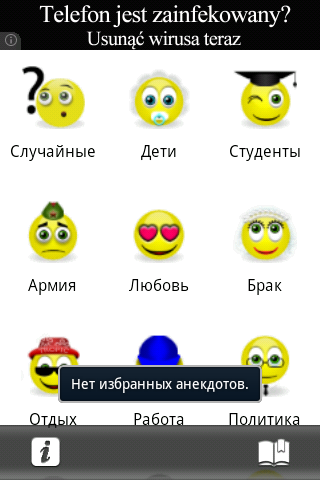 Telefon jest zainfekowany?
Usunąć wirusa teraz
Случайные Дети Студенты
Армия Любовь Брак
Нет избранных анекдотов.
Отдых Работа Политика